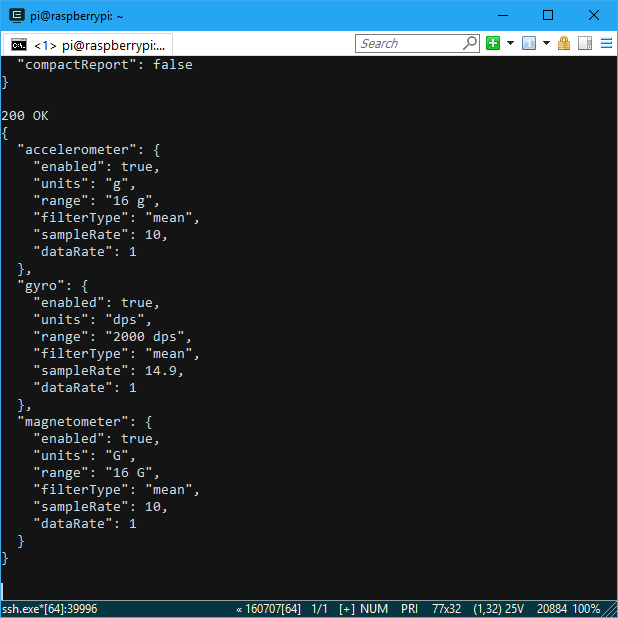 pi@raspberrypi: ~
<1> pi@raspberrypi:...
Search
  "compactReport": false
}

200 OK
{
  "accelerometer": {
    "enabled": true,
    "units": "g",
    "range": "16 g",
    "filterType": "mean",
    "sampleRate": 10,
    "dataRate": 1
  },
  "gyro": {
    "enabled": true,
    "units": "dps",
    "range": "2000 dps",
    "filterType": "mean",
    "sampleRate": 14.9,
    "dataRate": 1
  },
  "magnetometer": {
    "enabled": true,
    "units": "G",
    "range": "16 G",
    "filterType": "mean",
    "sampleRate": 10,
    "dataRate": 1
  }
}
ssh.exe*[64]:39996 « 160707[64] 1/1 [+] NUM PRI 77x32 (1,32) 25V 20884 100%